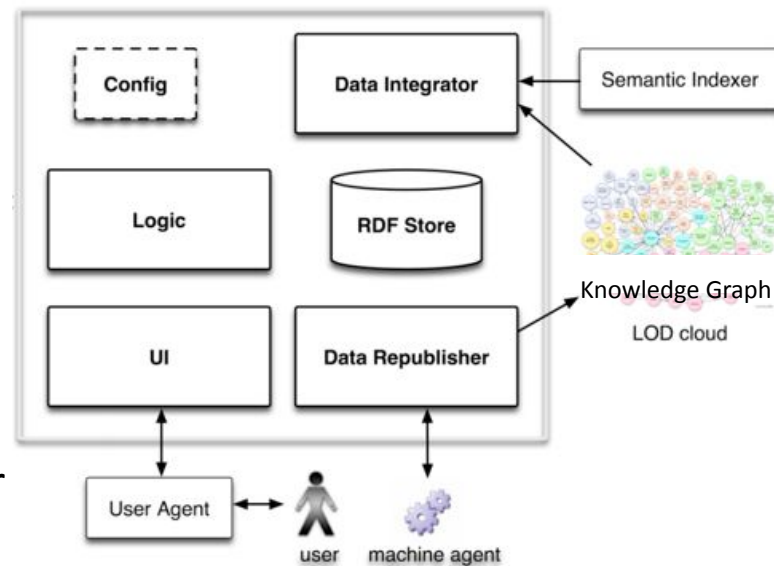 Config
Data Integrator
Semantic Indexer
Logic
RDF Store
Knowledge Graph
LOD cloud
UI
Data Republisher
User Agent
user
machine agent